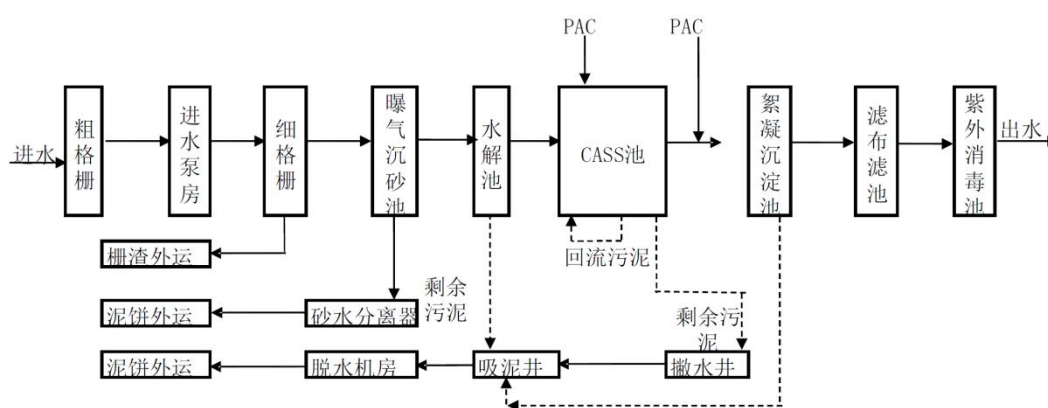 PAC
PAC
进水
粗格栅
进水泵房
细格栅
曝气沉砂池
水解池
CASS池
絮凝沉淀池
滤布滤池
紫外消毒池
出水
栅渣外运
回流污泥
泥饼外运
砂水分离器
剩余
污泥
剩余污
泥
泥饼外运
脱水机房
吸泥井
撇水井